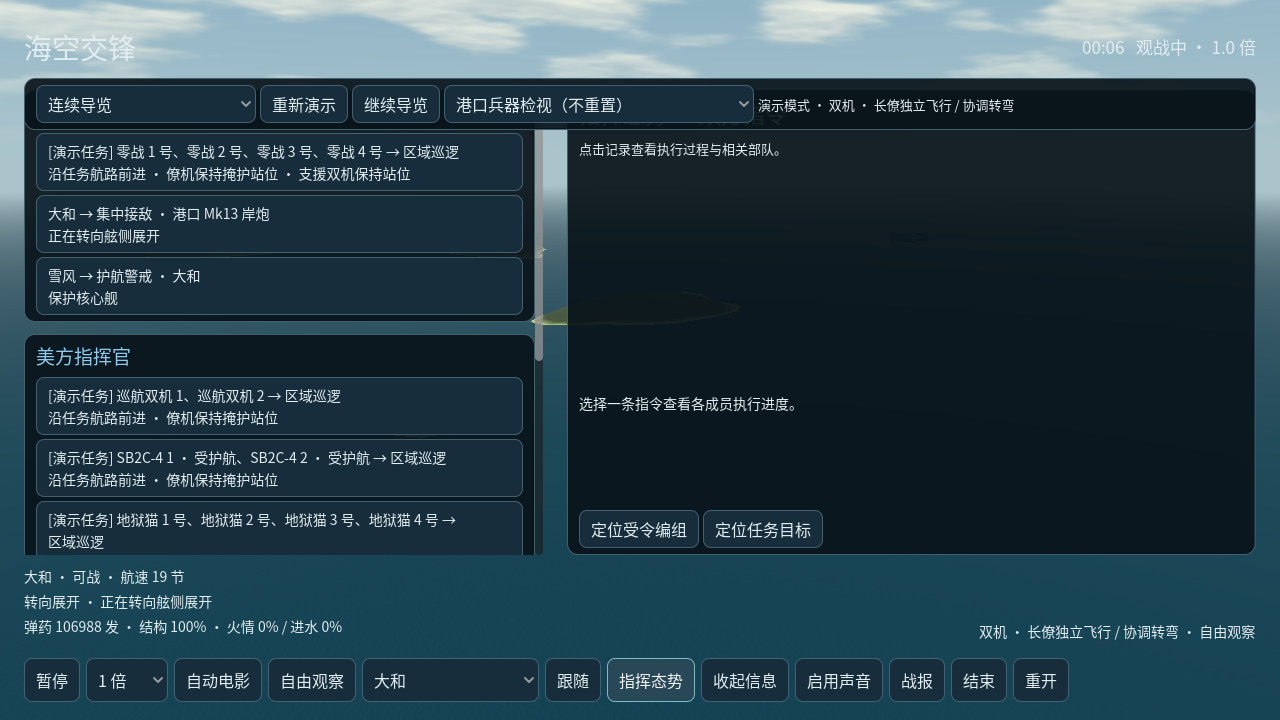 海空交锋
00:06 观战中 · 1.0 倍
连续导览
重新演示
继续导览
港口兵器检视（不重置）
演示模式 · 双机 · 长僚独立飞行 / 协调转弯
[演示任务] 零战 1 号、零战 2 号、零战 3 号、零战 4 号 → 区域巡逻
沿任务航路前进 · 僚机保持掩护站位 · 支援双机保持站位
大和 → 集中接敌 · 港口 Mk13 岸炮
正在转向舷侧展开
雪风 → 护航警戒 · 大和
保护核心舰
美方指挥官
[演示任务] 巡航双机 1、巡航双机 2 → 区域巡逻
沿任务航路前进 · 僚机保持掩护站位
[演示任务] SB2C-4 1 · 受护航、SB2C-4 2 · 受护航 → 区域巡逻
沿任务航路前进 · 僚机保持掩护站位
[演示任务] 地狱猫 1 号、地狱猫 2 号、地狱猫 3 号、地狱猫 4 号 →
区域巡逻
点击记录查看执行过程与相关部队。
选择一条指令查看各成员执行进度。
定位受令编组
定位任务目标
大和 · 可战 · 航速 19 节
转向展开 · 正在转向舷侧展开
弹药 106988 发 · 结构 100% · 火情 0% / 进水 0%
双机 · 长僚独立飞行 / 协调转弯 · 自由观察
暂停
1 倍
自动电影
自由观察
大和
跟随
指挥态势
收起信息
启用声音
战报
结束
重开